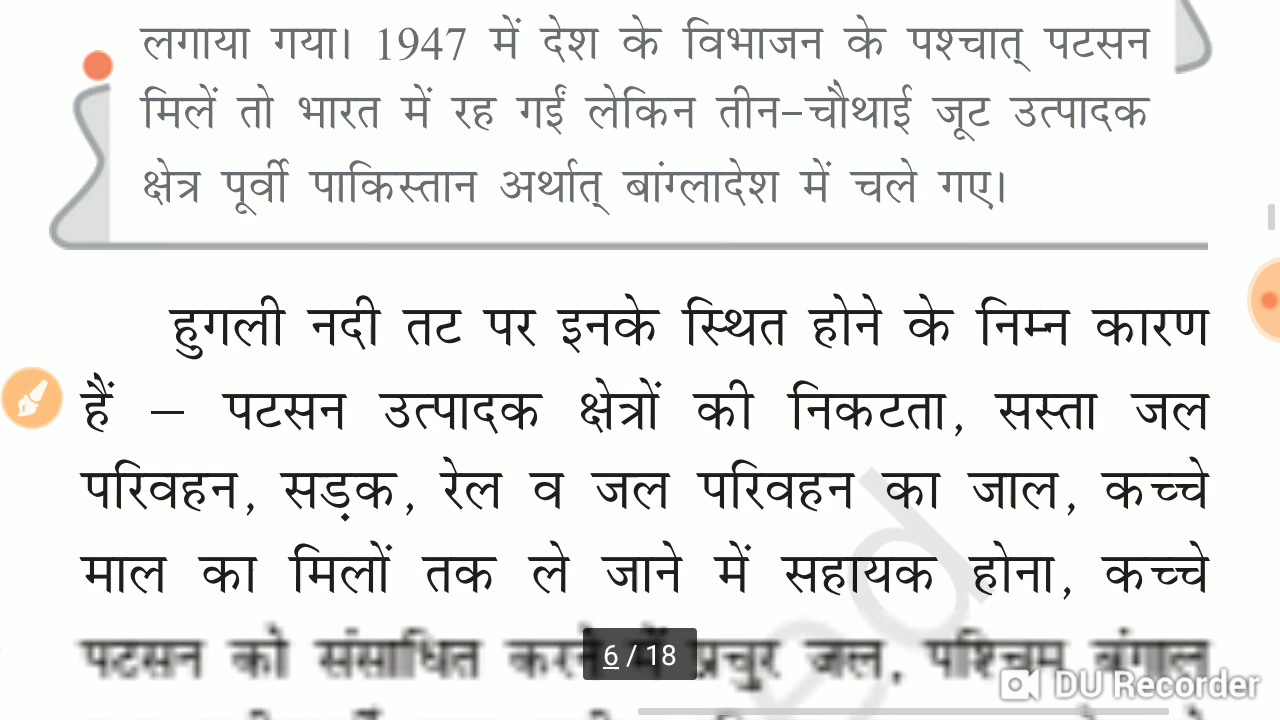 लगाया गया। 1947 में देश के विभाजन के पश्चात् पटसन
मिलें तो भारत में रह गईं लेकिन तीन-चौथाई जूट उत्पादक
क्षेत्र पूर्वी पाकिस्तान अर्थात् बांग्लादेश में चले गए।
हुगली नदी तट पर इनके स्थित होने के निम्न कारण
हैं – पटसन उत्पादक क्षेत्रों की निकटता, सस्ता जल
परिवहन, सड़क, रेल व जल परिवहन का जाल, कच्चे
माल का मिलों तक ले जाने में सहायक होना, कच्चे
पटसन को संसाधित करने में प्रचुर जल, पश्चिम बंगाल
6 / 18
DU Recorder